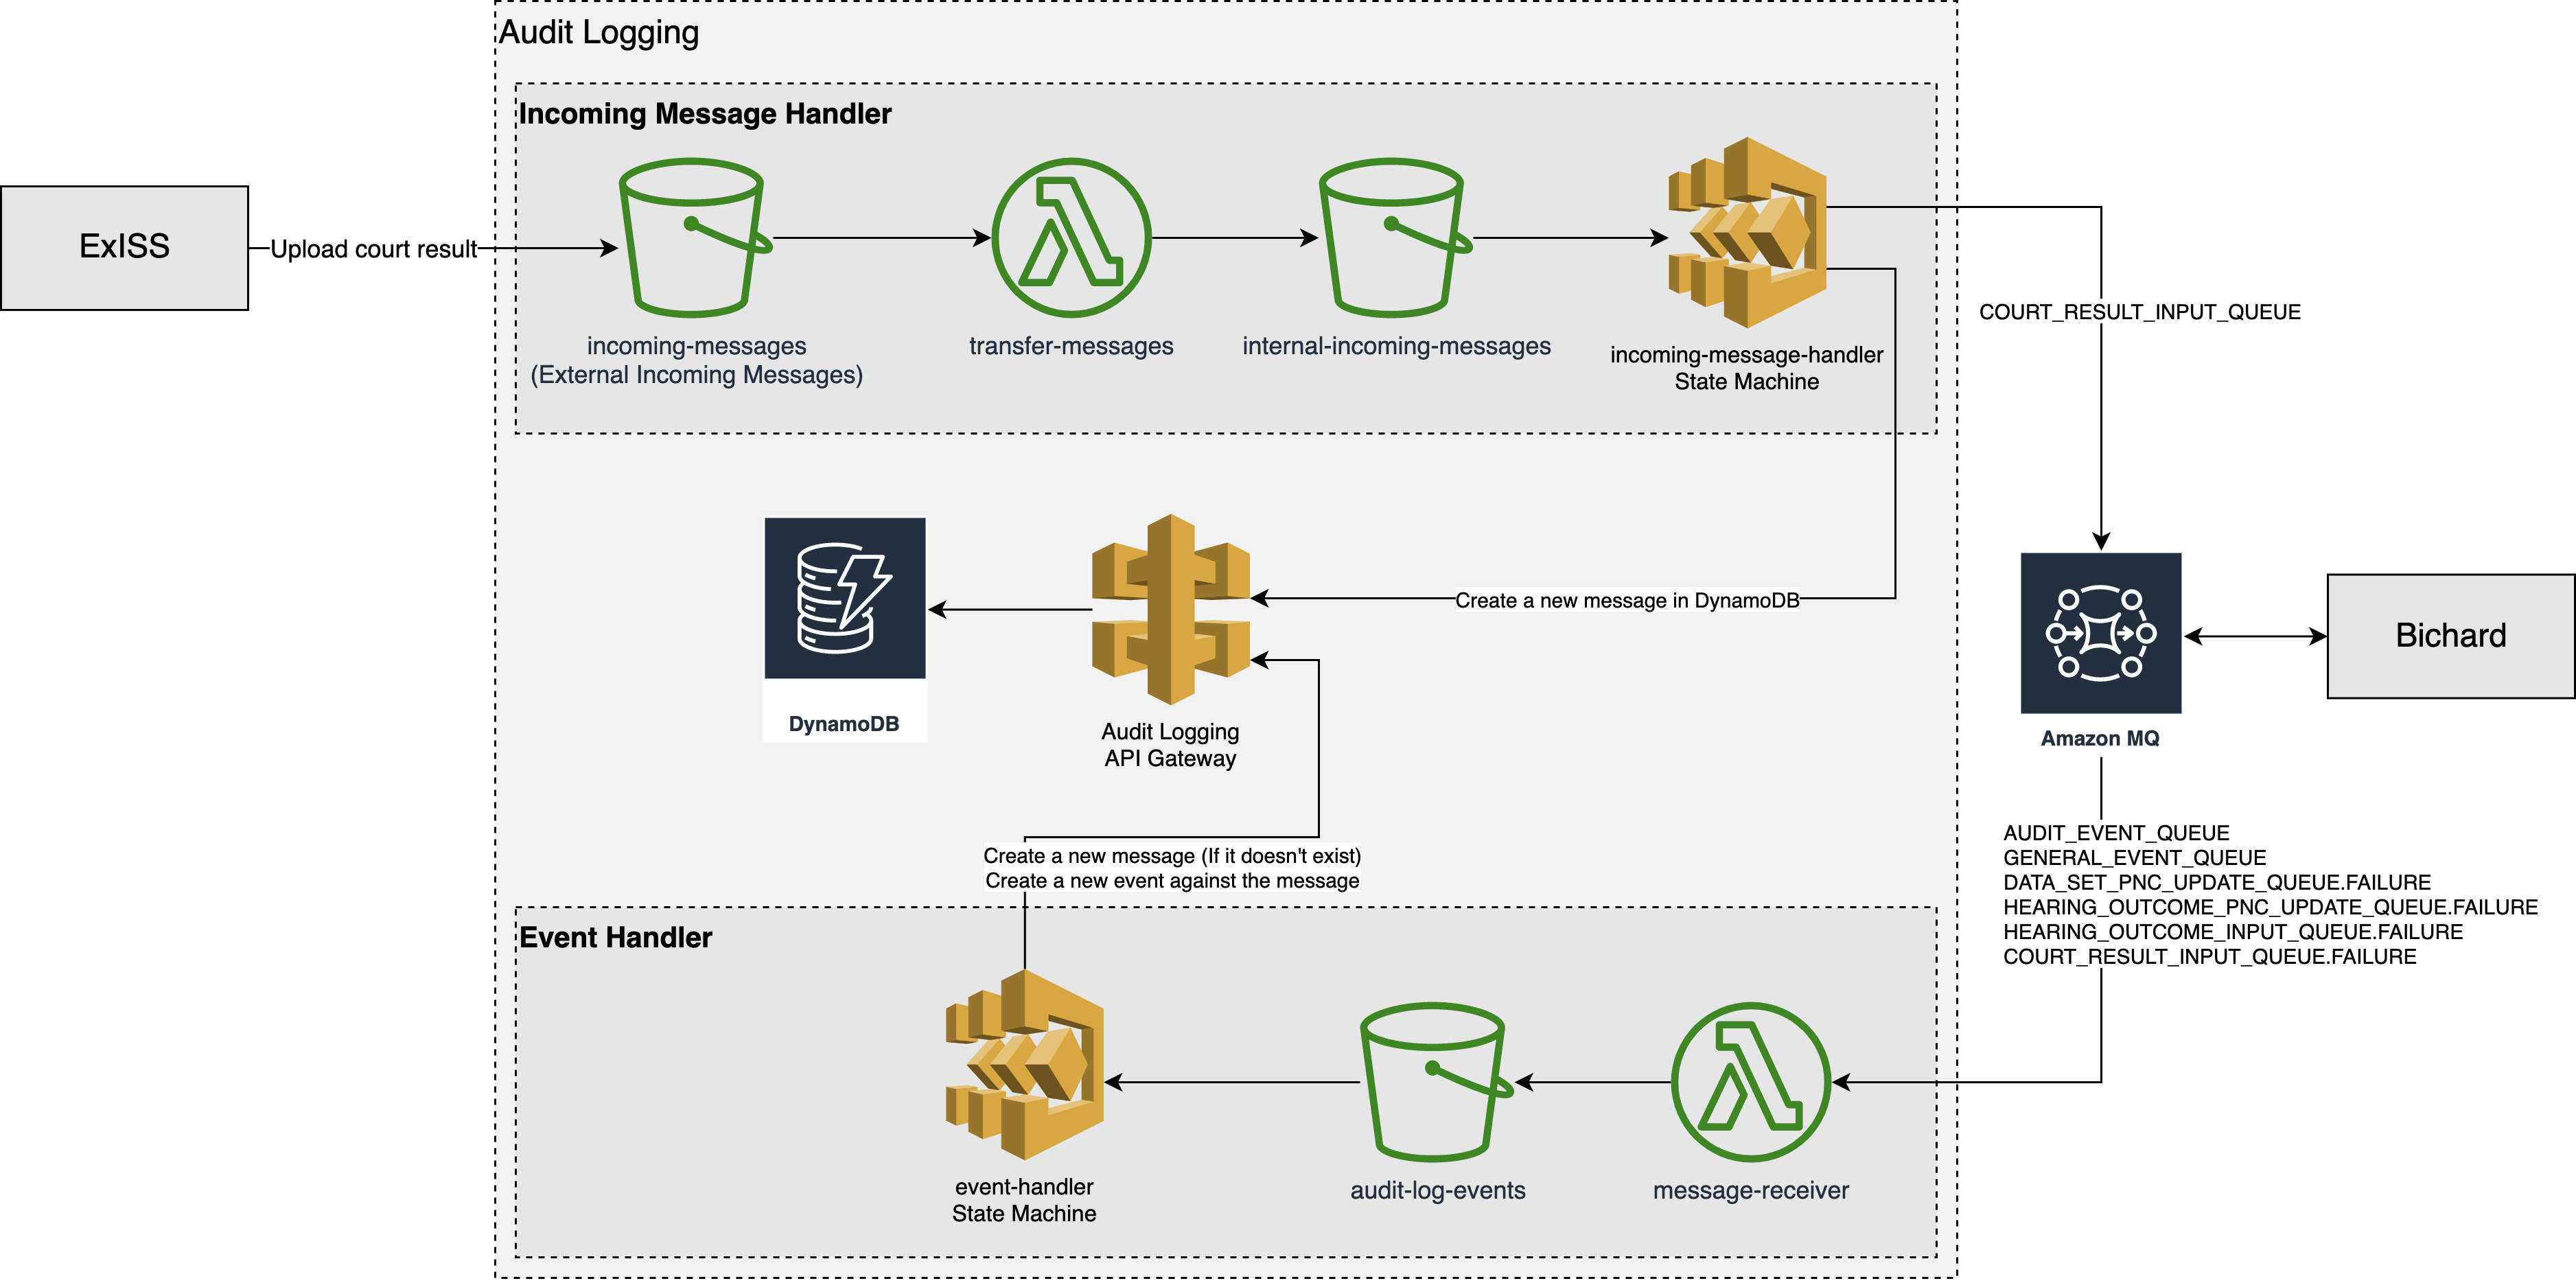 Audit Logging
Incoming Message Handler
ExISS
Upload court result
incoming-messages
(External Incoming Messages)
transfer-messages
internal-incoming-messages
incoming-message-handler
State Machine
COURT_RESULT_INPUT_QUEUE
Create a new message in DynamoDB
DynamoDB
Audit Logging
API Gateway
Amazon MQ
Bichard
Create a new message (If it doesn't exist)
Create a new event against the message
AUDIT_EVENT_QUEUE
GENERAL_EVENT_QUEUE
DATA_SET_PNC_UPDATE_QUEUE.FAILURE
HEARING_OUTCOME_PNC_UPDATE_QUEUE.FAILURE
HEARING_OUTCOME_INPUT_QUEUE.FAILURE
COURT_RESULT_INPUT_QUEUE.FAILURE
Event Handler
event-handler
State Machine
audit-log-events
message-receiver